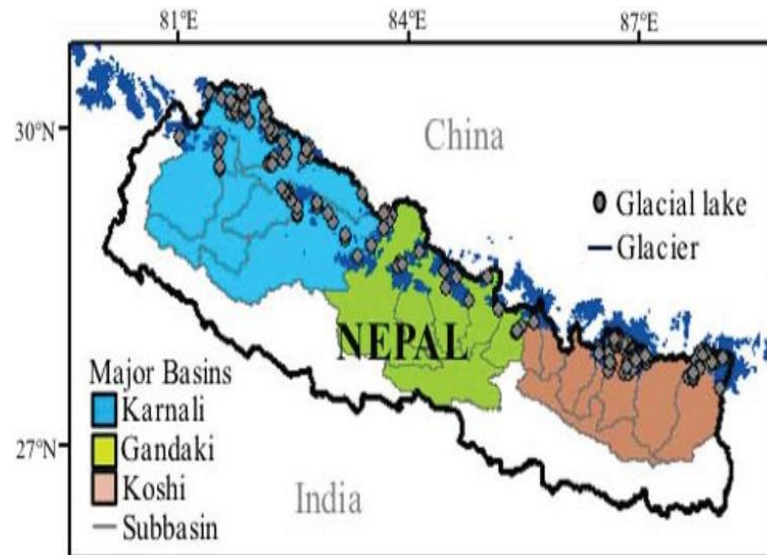 81°E 84°E 87°E
30°N
China
Glacial lake
Glacier
NEPAL
Major Basins
Karnali
Gandaki
27°N
Koshi
Subbasin
India